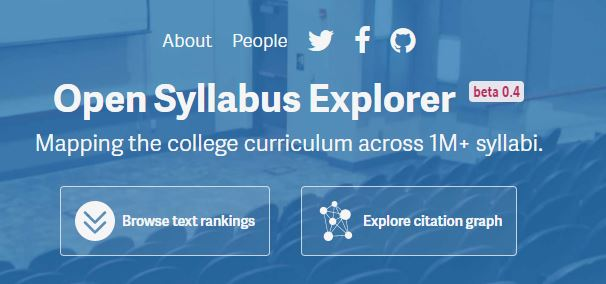 About People
Open Syllabus Explorer beta 0.4
Mapping the college curriculum across 1M+ syllabi.
Browse text rankings Explore citation graph